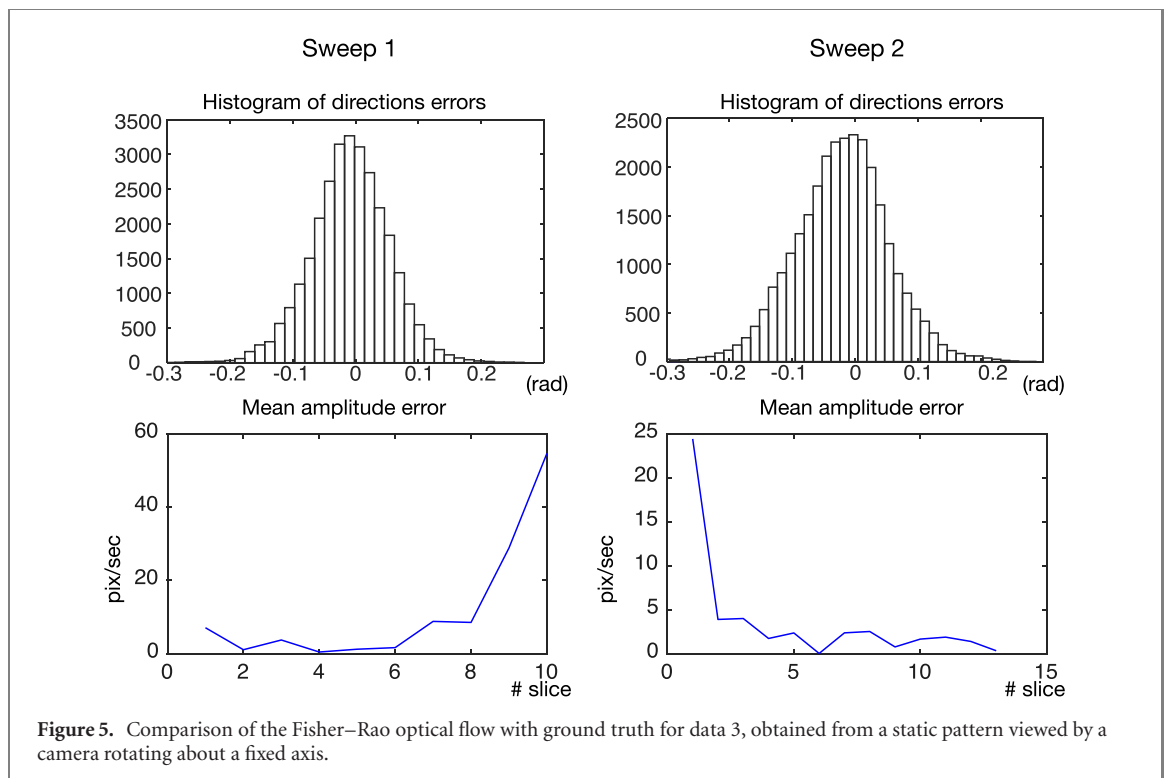 Sweep 1
Sweep 2
Histogram of directions errors
3500
3000
2500
2000
1500
1000
500
0
-0.3 -0.2 -0.1 0 0.1 0.2 (rad)
Histogram of directions errors
2500
2000
1500
1000
500
0
-0.3 -0.2 -0.1 0 0.1 0.2 (rad)
Mean amplitude error
pix/sec
60
40
20
0
0 2 4 6 8 10
# slice
Mean amplitude error
pix/sec
25
20
15
10
5
0
0 5 10 15
# slice
Figure 5. Comparison of the Fisher–Rao optical flow with ground truth for data 3, obtained from a static pattern viewed by a
camera rotating about a fixed axis.